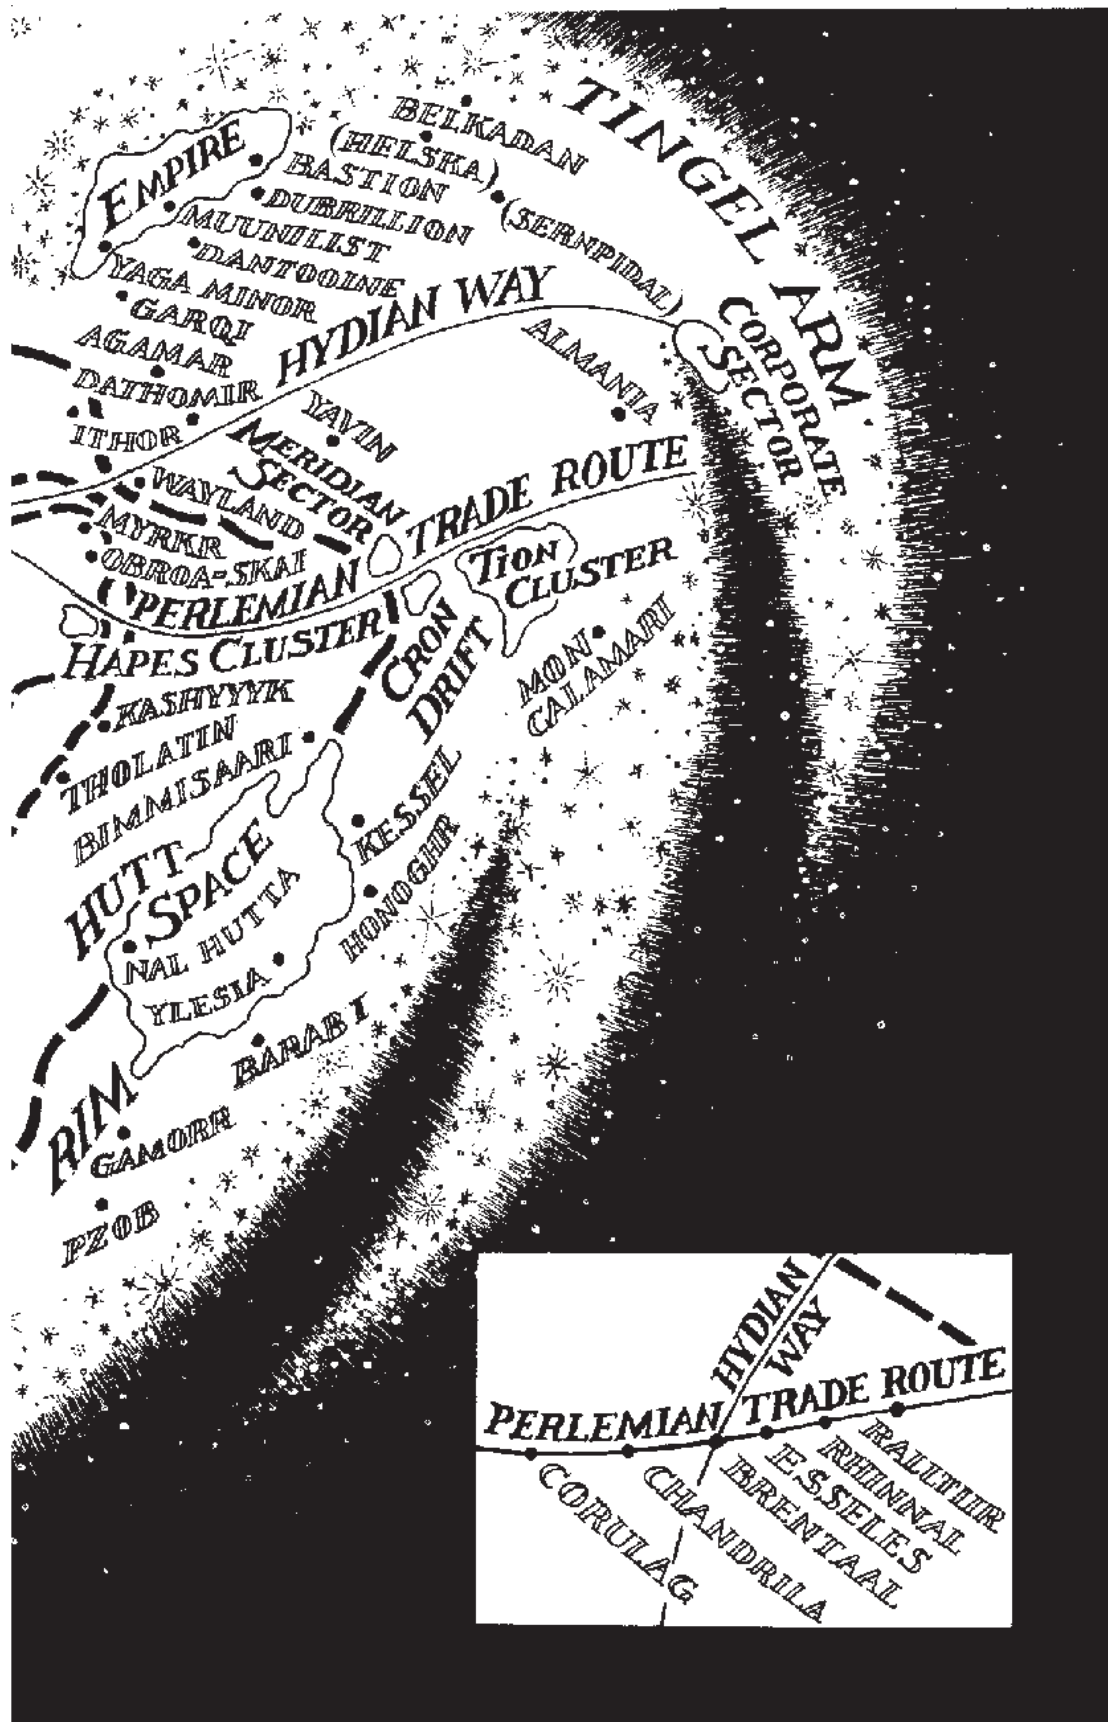 TINGEL ARM
BELKADAN
(HELSKA)
EMPIRE
BASTION
DUBRILLION
(SERNPIDAL)
MUUNILIST
DANTOOINE
YAGA MINOR
GARQI
HYDIAN WAY
CORPORATE
SECTOR
ALMANIA
AGAMAR
DATHOMIR
YAVIN
ITHOR
MERIDIAN
SECTOR
WAYLAND
MYRKR
OBROA-SKAI
PERLEMIAN TRADE ROUTE
TION
CLUSTER
HAPES CLUSTER
CRON
DRIFT
MON
CALAMARI
KASHYYYK
THOLATIN
BIMMISAARI
KESSEL
HUTT
SPACE
HONOGHR
NAL HUTTA
YLESIA
BARAB I
RIM
GAMORR
PZOB
HYDIAN
WAY
PERLEMIAN TRADE ROUTE
CORULAG
CHANDRILA
BRENTAAL
ESSELES
RHINNAL
RALLTIIR